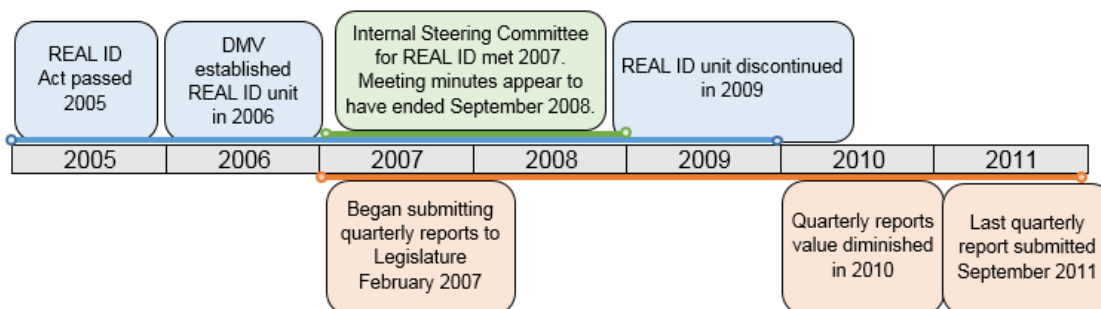 REAL ID
Act passed
2005
DMV
established
REAL ID unit
in 2006
Internal Steering Committee
for REAL ID met 2007.
Meeting minutes appear to
have ended September 2008.
REAL ID unit discontinued
in 2009
2005
2006
2007
2008
2009
2010
2011
Began submitting
quarterly reports to
Legislature
February 2007
Quarterly reports
value diminished
in 2010
Last quarterly
report submitted
September 2011